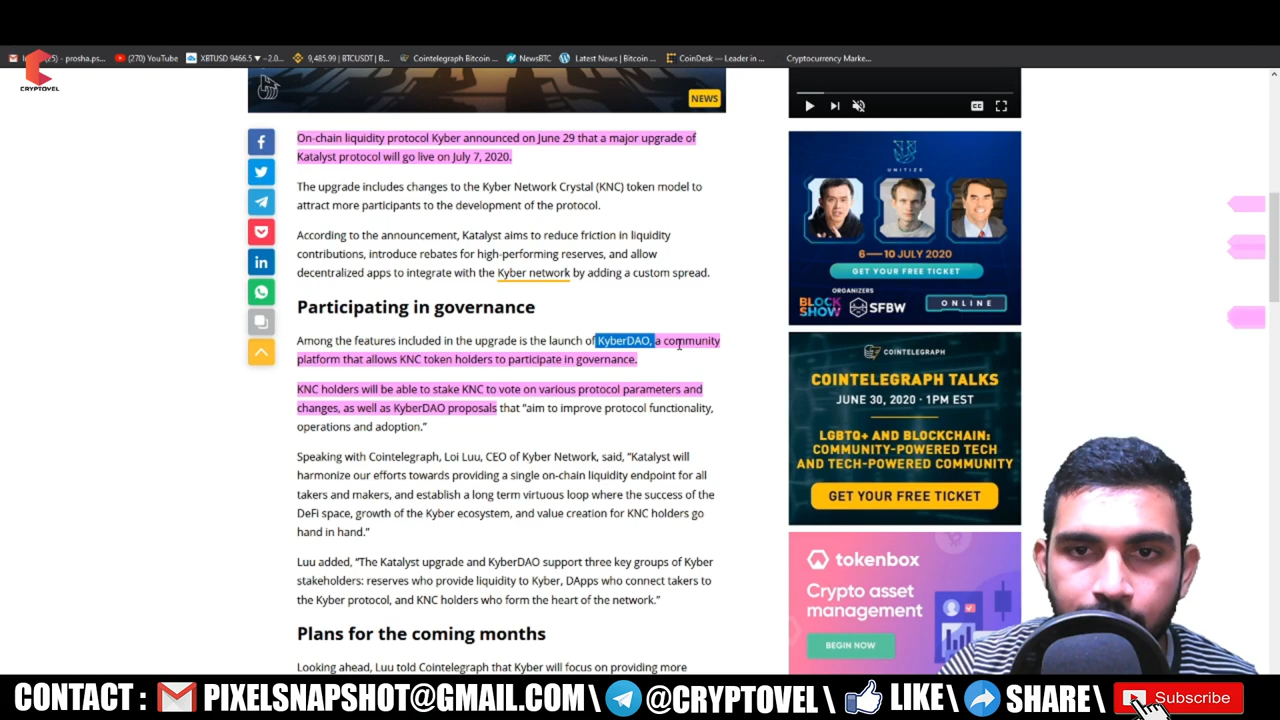 (25) - prosha.ps...
(270) YouTube
XBTUSD 9466.5 ▼ −2.0...
9,485.99 | BTCUSDT | B...
Cointelegraph Bitcoin ...
NewsBTC
Latest News | Bitcoin ...
CoinDesk — Leader in ...
Cryptocurrency Marke...
CRYPTOVEL
NEWS
On-chain liquidity protocol Kyber announced on June 29 that a major upgrade of
Katalyst protocol will go live on July 7, 2020.
The upgrade includes changes to the Kyber Network Crystal (KNC) token model to
attract more participants to the development of the protocol.
According to the announcement, Katalyst aims to reduce friction in liquidity
contributions, introduce rebates for high-performing reserves, and allow
decentralized apps to integrate with the Kyber network by adding a custom spread.
Participating in governance
Among the features included in the upgrade is the launch of KyberDAO, a community
platform that allows KNC token holders to participate in governance.
KNC holders will be able to stake KNC to vote on various protocol parameters and
changes, as well as KyberDAO proposals that “aim to improve protocol functionality,
operations and adoption.”
Speaking with Cointelegraph, Loi Luu, CEO of Kyber Network, said, “Katalyst will
harmonize our efforts towards providing a single on-chain liquidity endpoint for all
takers and makers, and establish a long term virtuous loop where the success of the
DeFi space, growth of the Kyber ecosystem, and value creation for KNC holders go
hand in hand.”
Luu added, “The Katalyst upgrade and KyberDAO support three key groups of Kyber
stakeholders: reserves who provide liquidity to Kyber, DApps who connect takers to
the Kyber protocol, and KNC holders who form the heart of the network.”
Plans for the coming months
Looking ahead, Luu told Cointelegraph that Kyber will focus on providing more
CC
UNITIZE
6—10 JULY 2020
GET YOUR FREE TICKET
ORGANIZERS
BLOCK
SHOW
SFBW
ONLINE
COINTELEGRAPH
COINTELEGRAPH TALKS
JUNE 30, 2020 · 1PM EST
LGBTQ+ AND BLOCKCHAIN:
COMMUNITY-POWERED TECH
AND TECH-POWERED COMMUNITY
GET YOUR FREE TICKET
tokenbox
Crypto asset
management
BEGIN NOW
CONTACT : PIXELSNAPSHOT@GMAIL.COM \ @CRYPTOVEL \ LIKE \ SHARE \ Subscribe